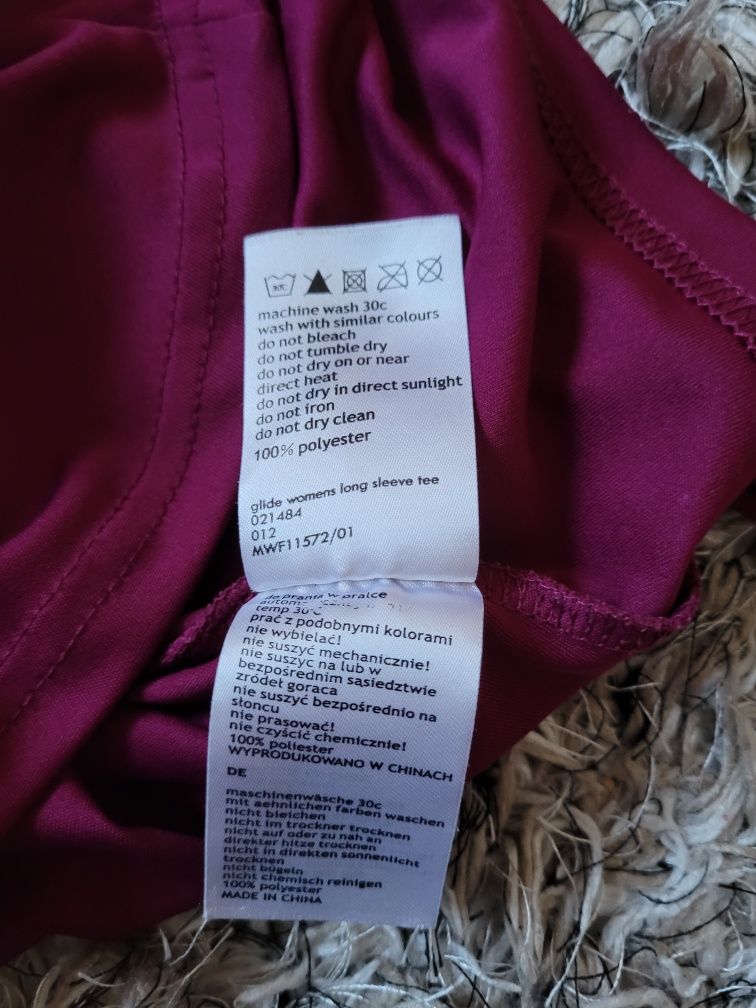 30c
machine wash 30c
wash with similar colours
do not bleach
do not tumble dry
do not dry on or near
direct heat
do not dry in direct sunlight
do not iron
do not dry clean
100% polyester
glide womens long sleeve tee
021484
012
MWF11572/01
do prania w pralce
temp 30c
prać z podobnymi kolorami
nie wybielać!
nie suszyć mechanicznie!
nie suszyć na lub w
bezpośrednim sąsiedztwie
zródeł goraca
nie suszyć bezpośrednio na
słoncu
nie prasować!
nie czyścić chemicznie!
100% poliester
WYPRODUKOWANO W CHINACH
DE
maschinenwäsche 30c
mit aehnlichen farben waschen
nicht bleichen
nicht im trockner trocknen
nicht auf oder zu nah an
direkter hitze trocknen
nicht in direkten sonnenlicht
trocknen
nicht bügeln
nicht chemisch reinigen
100% polyester
MADE IN CHINA